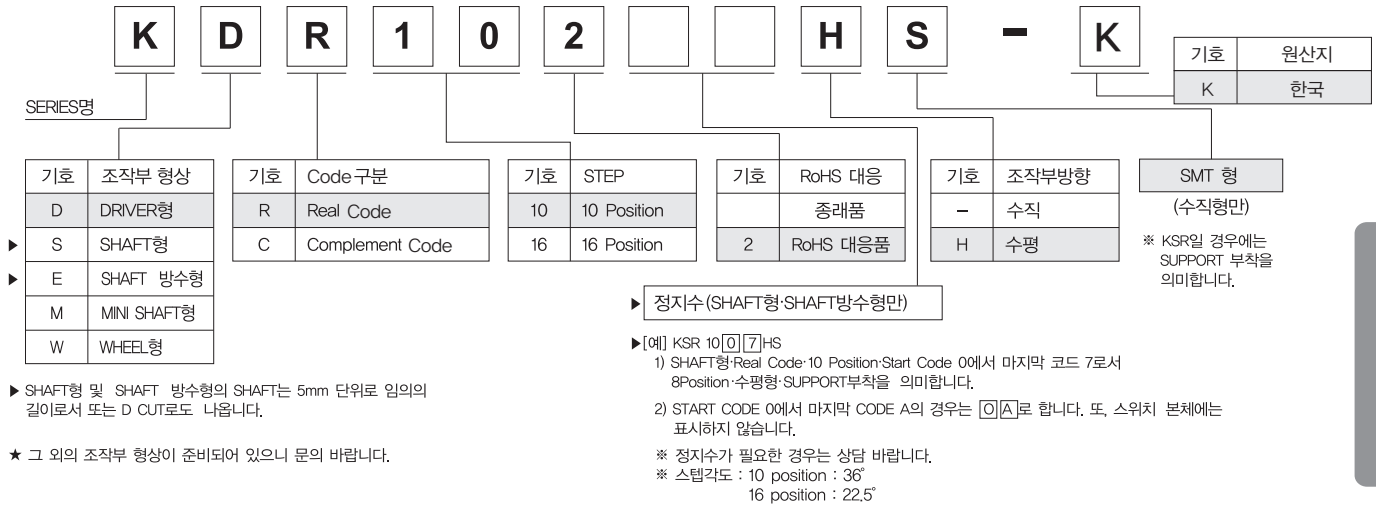 K D R 1 0 2 H S - K
기호 원산지
K 한국
SERIES명
기호 조작부 형상
D DRIVER형
▶ S SHAFT형
▶ E SHAFT 방수형
M MINI SHAFT형
W WHEEL형
기호 Code구분
R Real Code
C Complement Code
기호 STEP
10 10 Position
16 16 Position
기호 RoHS 대응
종래품
2 RoHS 대응품
기호 조작부방향
– 수직
H 수평
SMT 형
(수직형만)
※ KSR일 경우에는
SUPPORT 부착을
의미합니다.
▶ 정지수(SHAFT형·SHAFT방수형만)
▶[예] KSR 10 0 7 HS
1) SHAFT형·Real Code·10 Position·Start Code 0에서 마지막 코드 7로서
8Position·수평형·SUPPORT부착을 의미합니다.
2) START CODE 0에서 마지막 CODE A의 경우는 O A 로 합니다. 또, 스위치 본체에는
표시하지 않습니다.
※ 정지수가 필요한 경우는 상담 바랍니다.
※ 스텝각도 : 10 position : 36°
16 position : 22.5°
▶ SHAFT형 및 SHAFT 방수형의 SHAFT는 5mm 단위로 임의의
길이로서 또는 D CUT로도 나옵니다.
★ 그 외의 조작부 형상이 준비되어 있으니 문의 바랍니다.